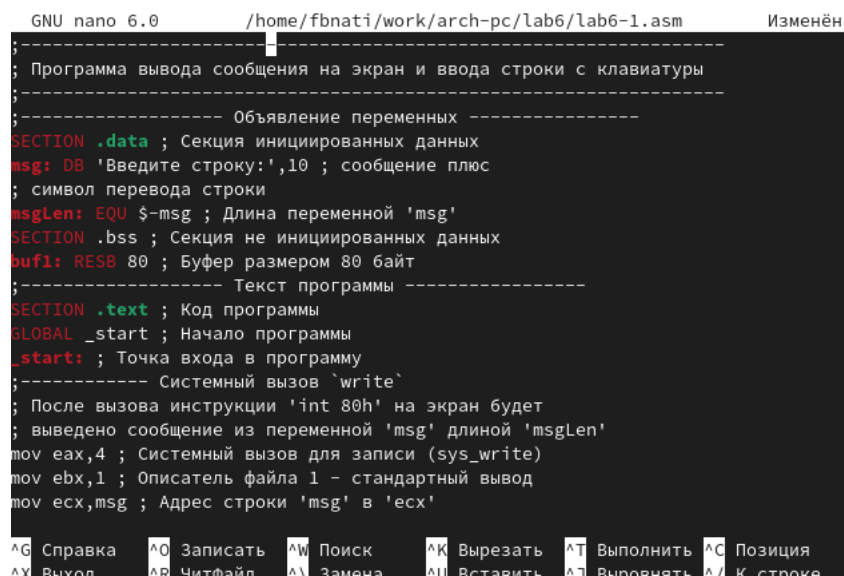 GNU nano 6.0 /home/fbnati/work/arch-pc/lab6/lab6-1.asm Изменён
;--------------------------------------------------------------------
; Программа вывода сообщения на экран и ввода строки с клавиатуры
;--------------------------------------------------------------------
;------------------- Объявление переменных ----------------
SECTION .data ; Секция инициированных данных
msg: DB 'Введите строку:',10 ; сообщение плюс
; символ перевода строки
msgLen: EQU $-msg ; Длина переменной 'msg'
SECTION .bss ; Секция не инициированных данных
buf1: RESB 80 ; Буфер размером 80 байт
;------------------- Текст программы -----------------
SECTION .text ; Код программы
GLOBAL _start ; Начало программы
_start: ; Точка входа в программу
;------------ Системный вызов `write`
; После вызова инструкции 'int 80h' на экран будет
; выведено сообщение из переменной 'msg' длиной 'msgLen'
mov eax,4 ; Системный вызов для записи (sys_write)
mov ebx,1 ; Описатель файла 1 - стандартный вывод
mov ecx,msg ; Адрес строки 'msg' в 'ecx'
^G Справка ^O Записать ^W Поиск ^K Вырезать ^T Выполнить ^C Позиция
^X Выход ^R ЧитФайл ^\ Замена ^U Вставить ^J Выровнять ^/ К строке